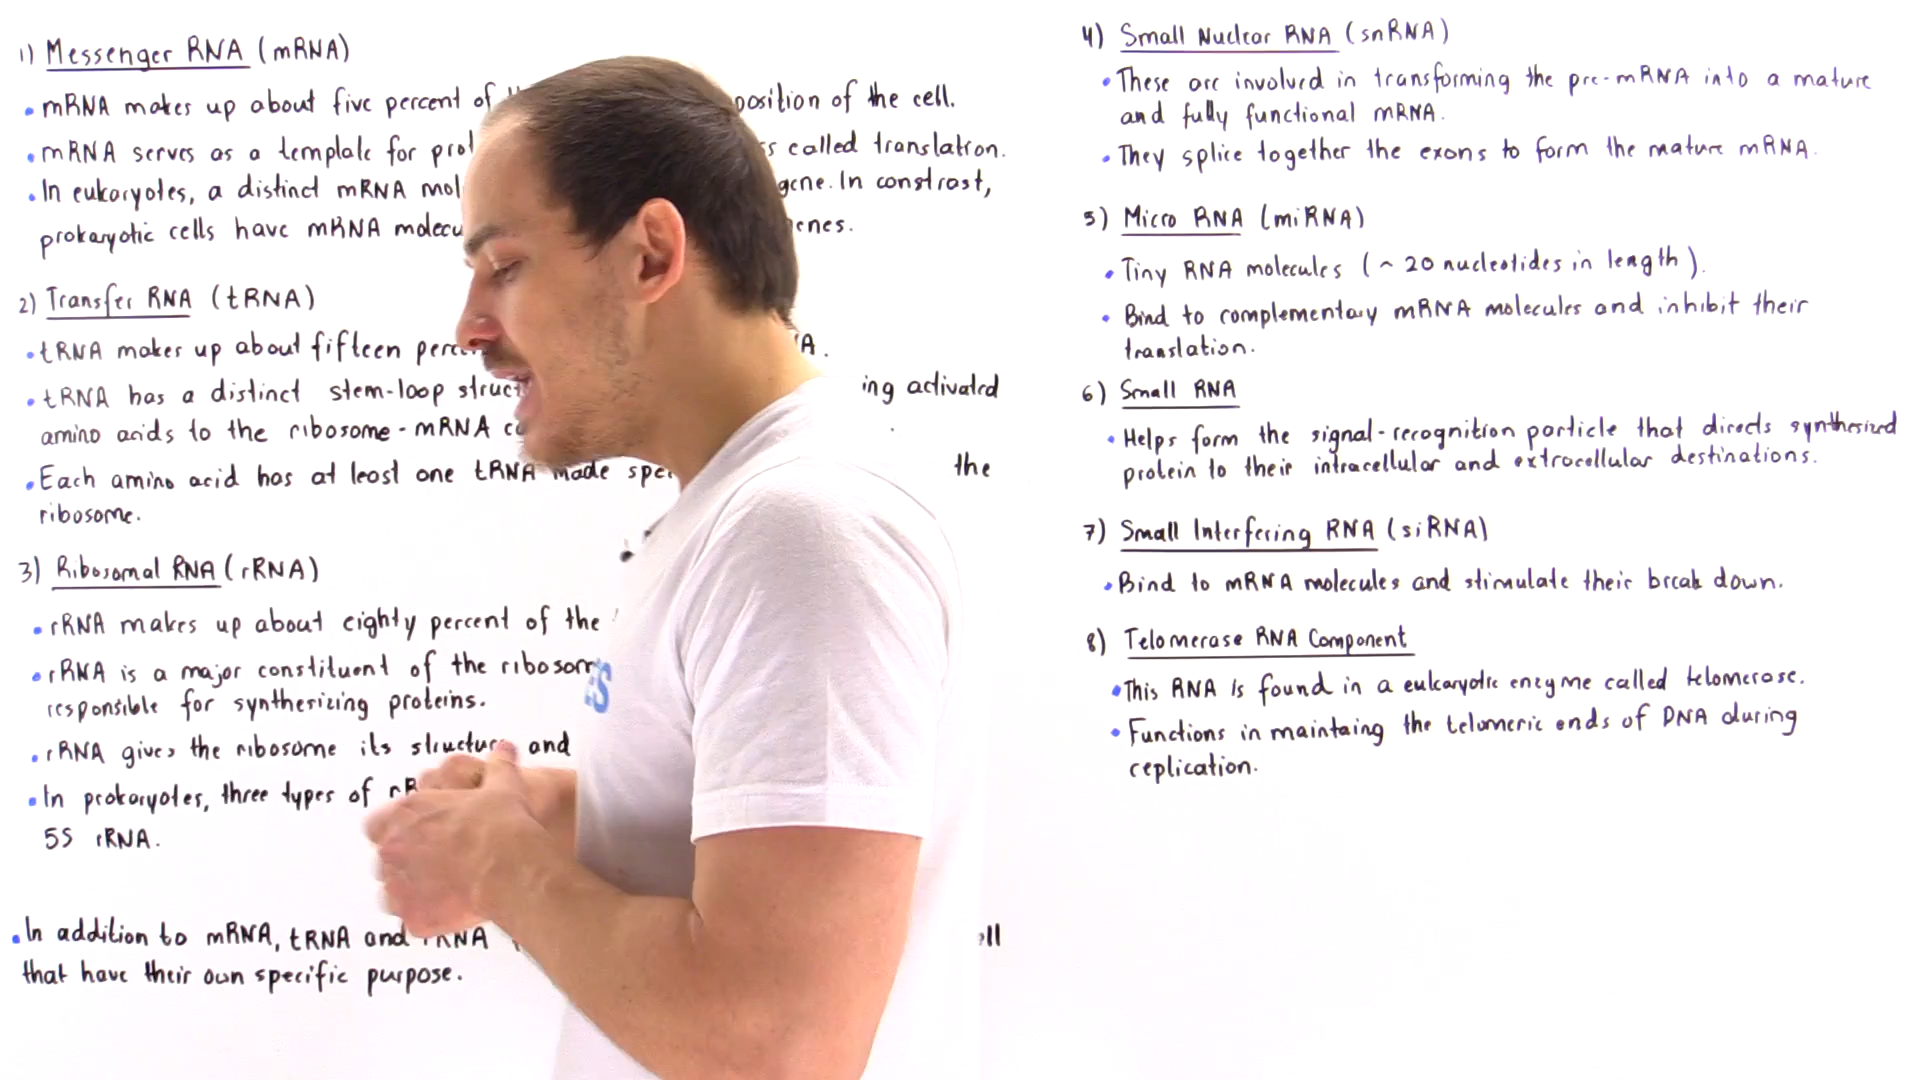 1) Messenger RNA (mRNA)
• mRNA makes up about five percent of position of the cell.
• mRNA serves as a template for called translation.
• In eukaryotes, a distinct mRNA gene. In constrast,
prokaryotic cells have mRNA
2) Transfer RNA (tRNA)
• tRNA makes up about fifteen
• tRNA has a distinct stem-loop activated
amino acids to the ribosome - mRNA
• Each amino acid has at least one tRNA made the
ribosome.
3) Ribosomal RNA (rRNA)
• rRNA makes up about eighty percent of the
• rRNA is a major constituent of the
responsible for synthesizing proteins.
• rRNA gives the ribosome its structure and
• In prokaryotes, three types of
5S rRNA.
• In addition to mRNA, tRNA and rRNA
that have their own specific purpose.
4) Small Nuclear RNA (snRNA)
• These are involved in transforming the pre-mRNA into a mature
and fully functional mRNA.
• They splice together the exons to form the mature mRNA.
5) Micro RNA (miRNA)
• Tiny RNA molecules (~ 20 nucleotides in length).
• Bind to complementary mRNA molecules and inhibit their
translation.
6) Small RNA
• Helps form the signal-recognition particle that directs synthesized
protein to their intracellular and extracellular destinations.
7) Small Interfering RNA (siRNA)
• Bind to mRNA molecules and stimulate their break down.
8) Telomerase RNA Component
• This RNA is found in a eukaryotic enzyme called telomerase.
• Functions in maintaing the telomeric ends of DNA during
replication.